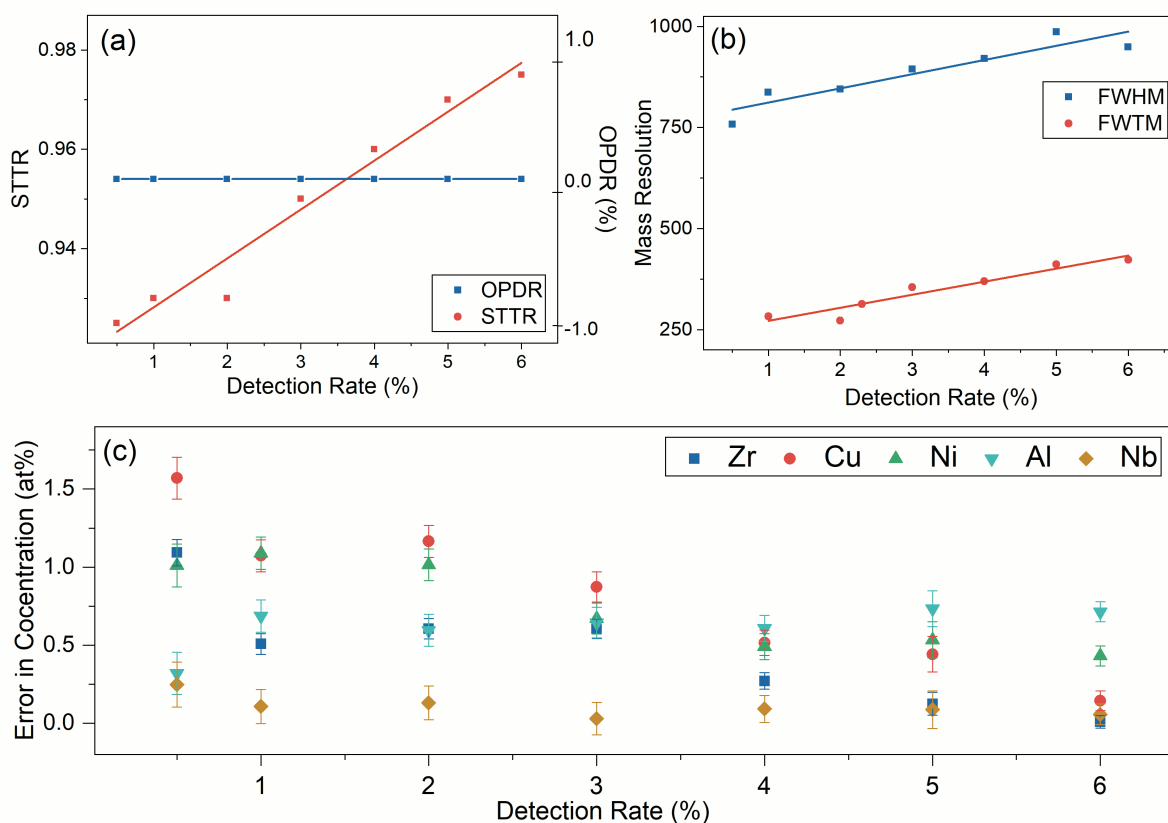 (a)
STTR
0.98
0.96
0.94
1.0
0.0
-1.0
OPDR (%)
OPDR
STTR
1 2 3 4 5 6
Detection Rate (%)
(b)
Mass Resolution
1000
750
500
250
FWHM
FWTM
1 2 3 4 5 6
Detection Rate (%)
(c)
Zr Cu Ni Al Nb
Error in Cocentration (at%)
1.5
1.0
0.5
0.0
1 2 3 4 5 6
Detection Rate (%)